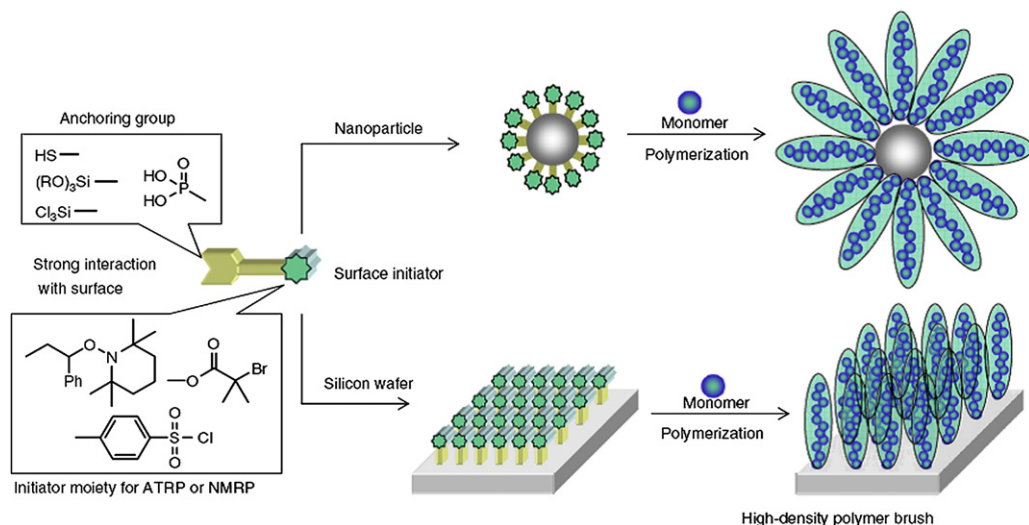 Anchoring group
HS
(RO)3Si
Cl3Si
O
HO
P
HO
Strong interaction
with surface
Nanoparticle
Monomer
Polymerization
Surface initiator
O
N
Ph
O
O
Br
O
S
Cl
O
Initiator moiety for ATRP or NMRP
Silicon wafer
Monomer
Polymerization
High-density polymer brush